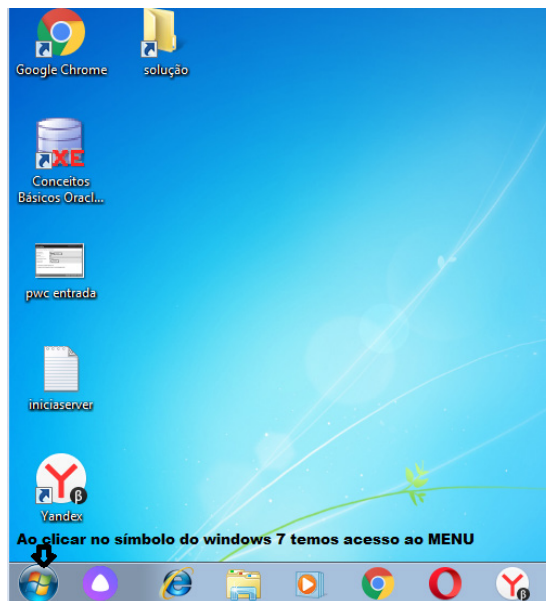 Google Chrome
solução
XE
Conceitos
Básicos Oracl...
pwc entrada
iniciaserver
Yandex
Ao clicar no símbolo do windows 7 temos acesso ao MENU